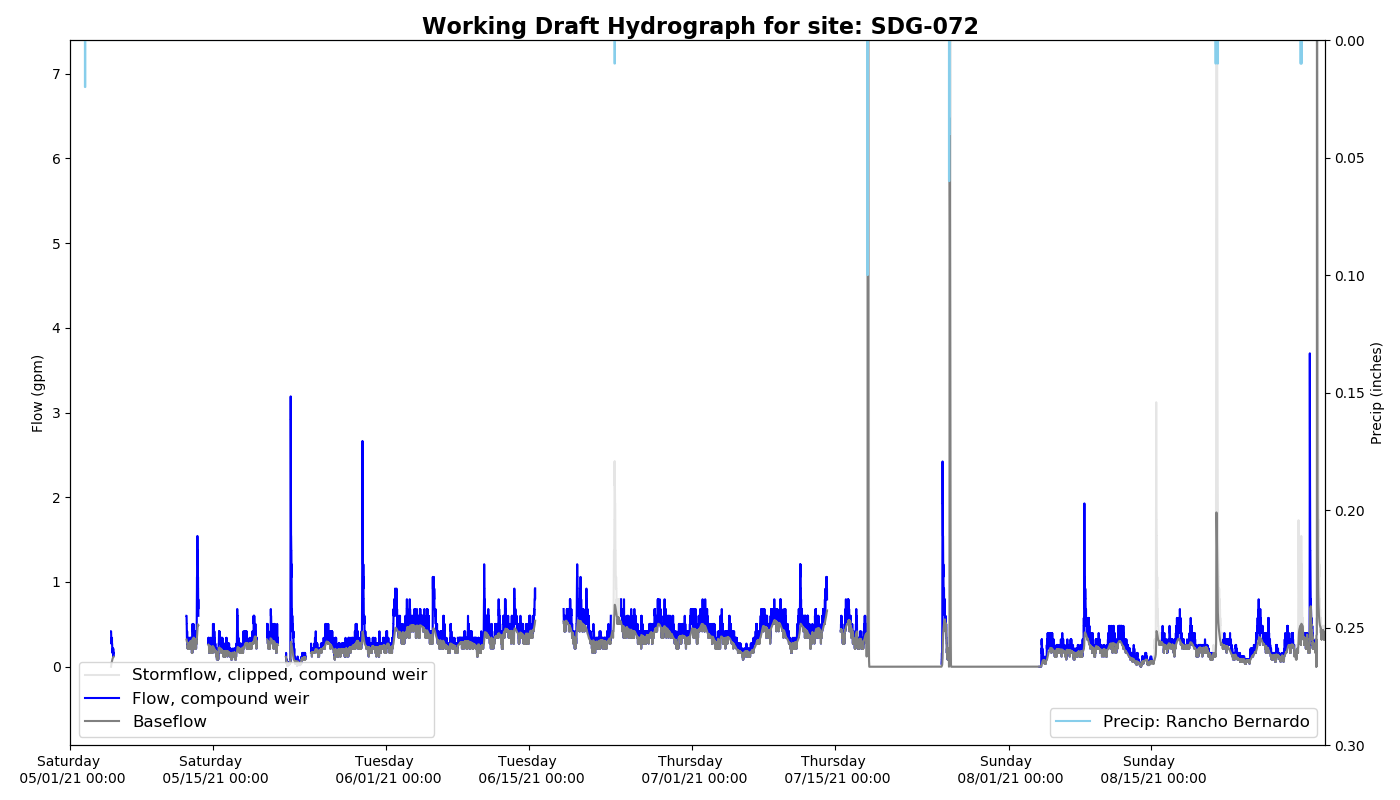 Working Draft Hydrograph for site: SDG-072
7
6
5
4
3
2
1
0
Flow (gpm)
0.00
0.05
0.10
0.15
0.20
0.25
0.30
Precip (inches)
Stormflow, clipped, compound weir
Flow, compound weir
Baseflow
Precip: Rancho Bernardo
Saturday
05/01/21 00:00
Saturday
05/15/21 00:00
Tuesday
06/01/21 00:00
Tuesday
06/15/21 00:00
Thursday
07/01/21 00:00
Thursday
07/15/21 00:00
Sunday
08/01/21 00:00
Sunday
08/15/21 00:00